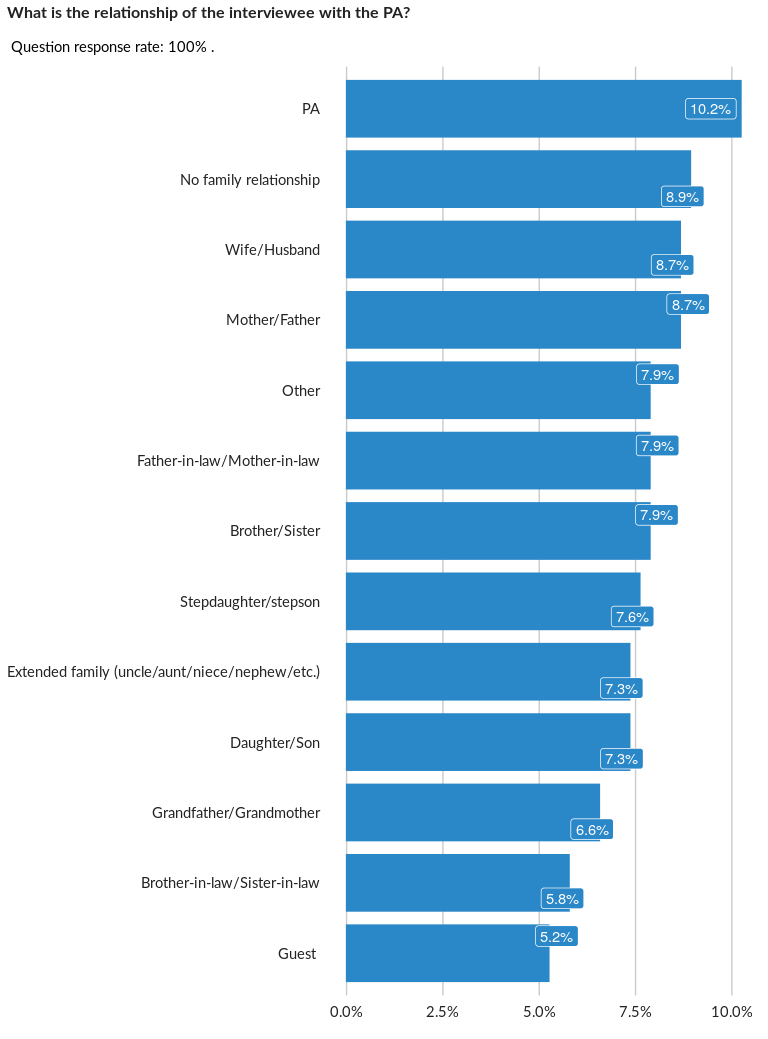 What is the relationship of the interviewee with the PA?
Question response rate: 100% .
PA
10.2%
No family relationship
8.9%
Wife/Husband
8.7%
Mother/Father
8.7%
Other
7.9%
Father-in-law/Mother-in-law
7.9%
Brother/Sister
7.9%
Stepdaughter/stepson
7.6%
Extended family (uncle/aunt/niece/nephew/etc.)
7.3%
Daughter/Son
7.3%
Grandfather/Grandmother
6.6%
Brother-in-law/Sister-in-law
5.8%
Guest
5.2%
0.0% 2.5% 5.0% 7.5% 10.0%